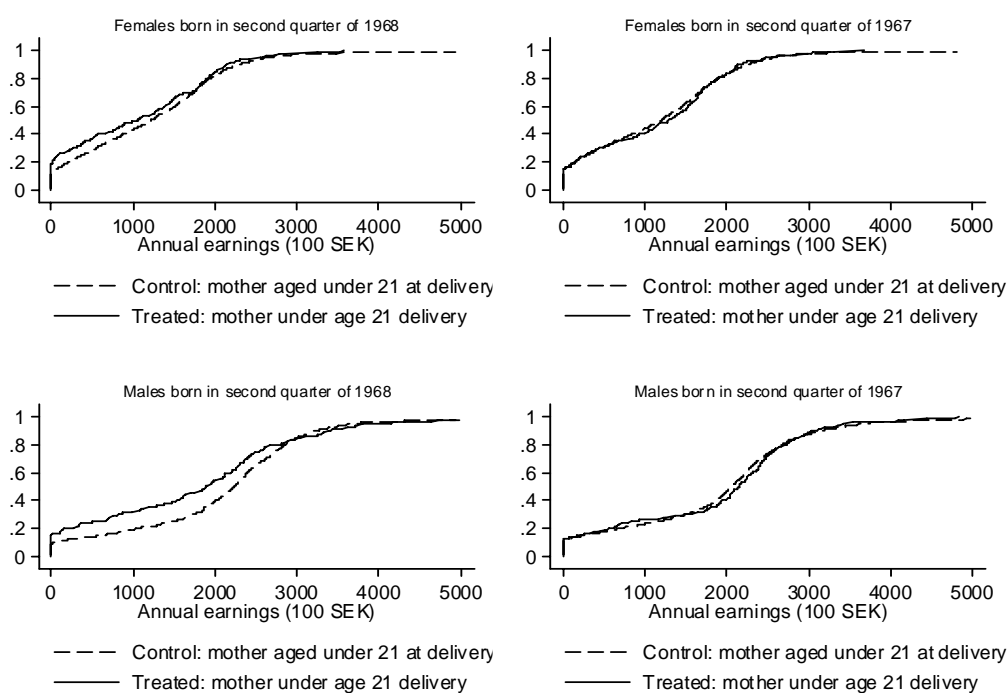 Females born in second quarter of 1968
1
.8
.6
.4
.2
0
0 1000 2000 3000 4000 5000
Annual earnings (100 SEK)
Control: mother aged under 21 at delivery
Treated: mother under age 21 delivery
Females born in second quarter of 1967
1
.8
.6
.4
.2
0
0 1000 2000 3000 4000 5000
Annual earnings (100 SEK)
Control: mother aged under 21 at delivery
Treated: mother under age 21 delivery
Males born in second quarter of 1968
1
.8
.6
.4
.2
0
0 1000 2000 3000 4000 5000
Annual earnings (100 SEK)
Control: mother aged under 21 at delivery
Treated: mother under age 21 delivery
Males born in second quarter of 1967
1
.8
.6
.4
.2
0
0 1000 2000 3000 4000 5000
Annual earnings (100 SEK)
Control: mother aged under 21 at delivery
Treated: mother under age 21 delivery